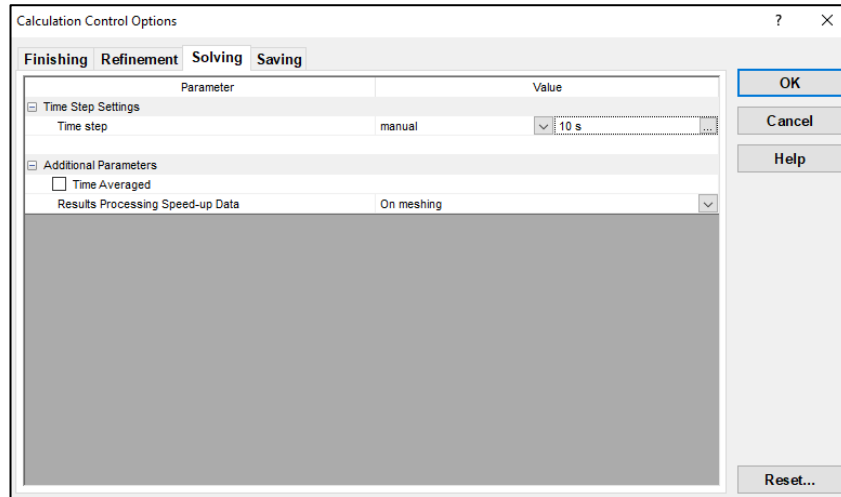 Calculation Control Options ?
Finishing Refinement Solving Saving
Parameter Value
Time Step Settings
Time step manual 10 s ...
Additional Parameters
Time Averaged
Results Processing Speed-up Data On meshing
OK
Cancel
Help
Reset...